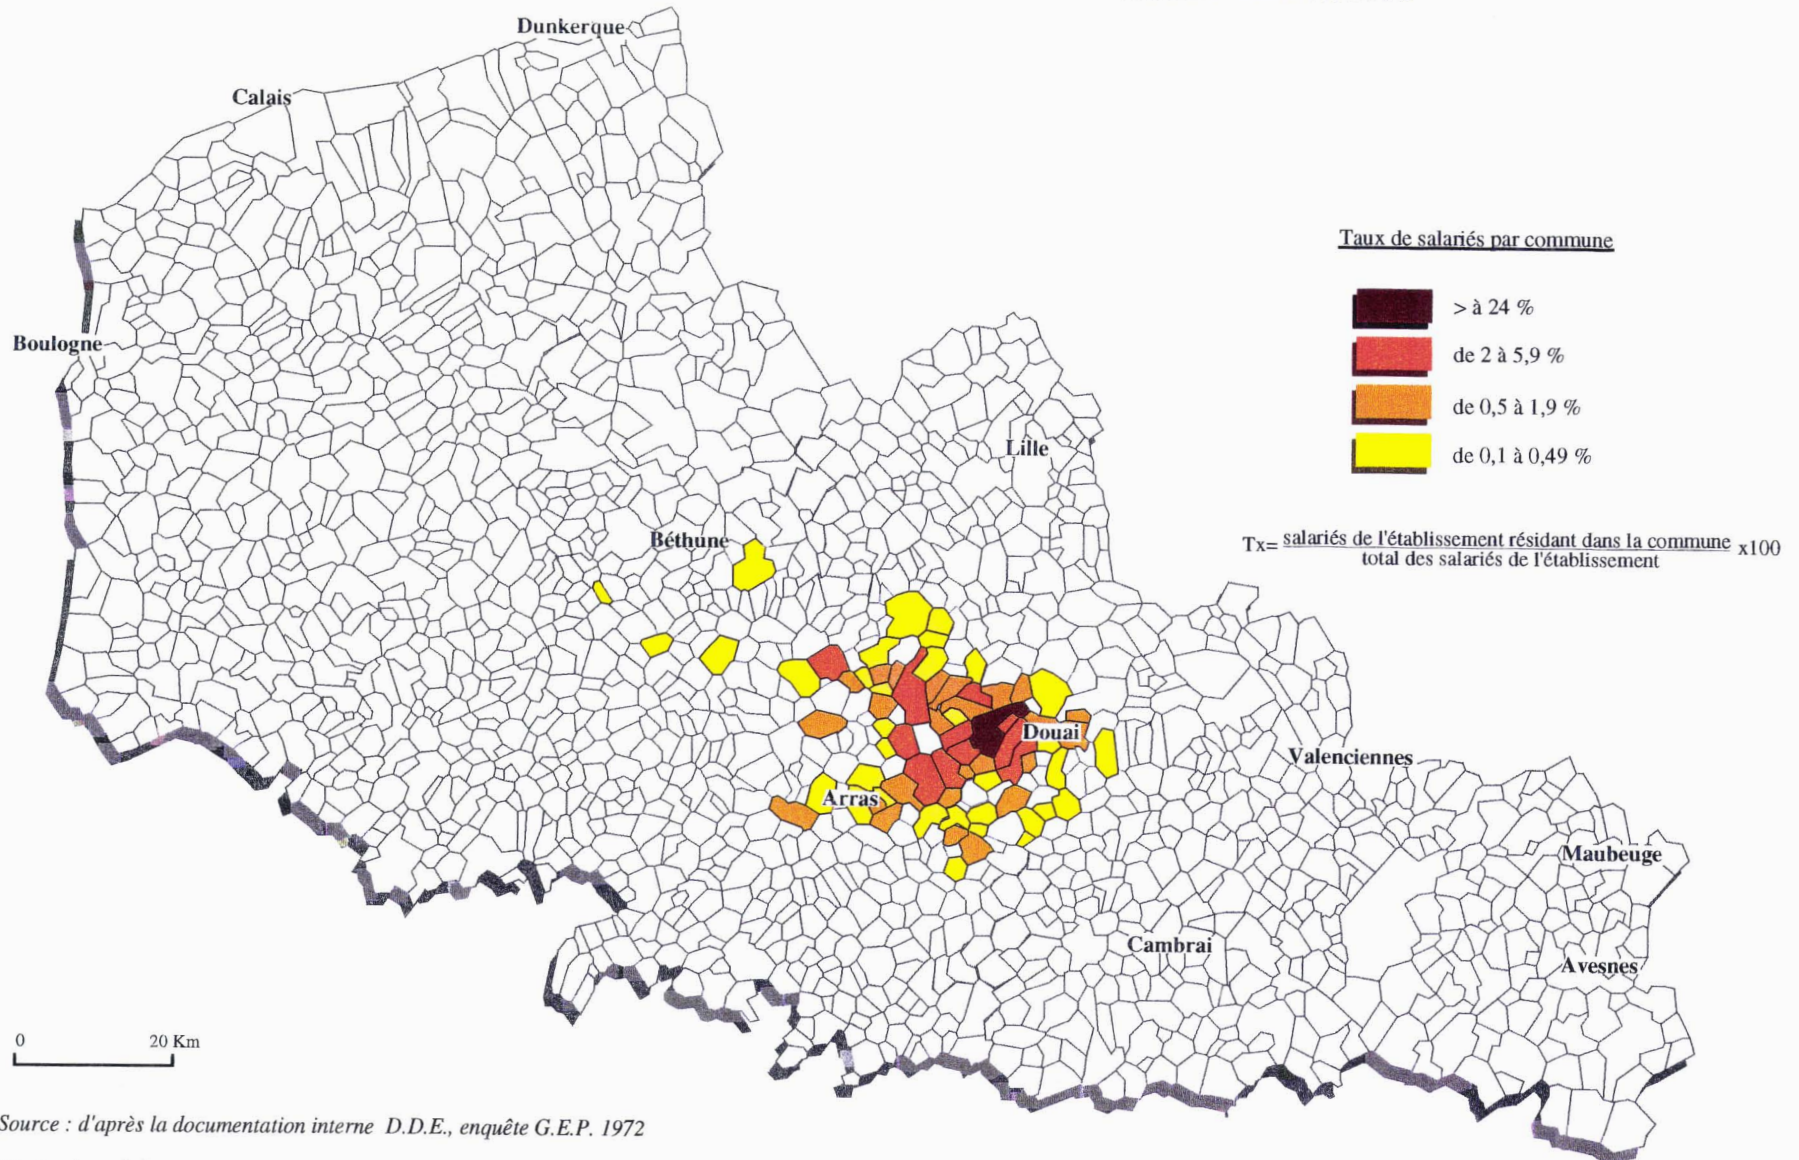 Dunkerque
Calais
Taux de salariés par commune
> à 24 %
Boulogne
de 2 à 5,9 %
de 0,5 à 1,9 %
Lille
de 0,1 à 0,49 %
Béthune
Tx= salariés de l'établissement résidant dans la commune x100
total des salariés de l'établissement
Douai
Valenciennes
Arras
Maubeuge
Cambrai
Avesnes
0 20 Km
Source : d'après la documentation interne D.D.E., enquête G.E.P. 1972